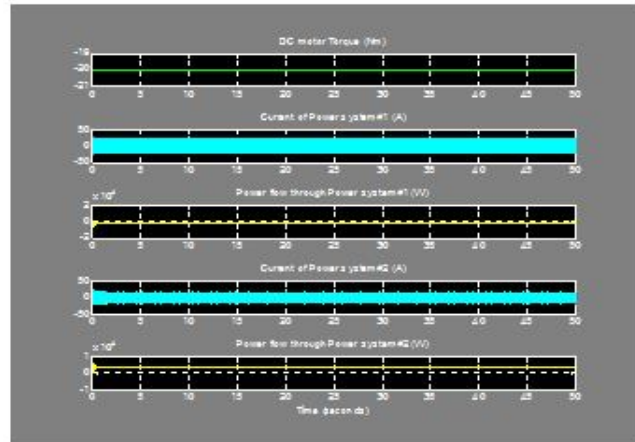 DC motor Torque (Nm)
-19
-20
-21
0 5 10 15 20 25 30 35 40 45 50
Current of Power system#1 (A)
50
0
-50
0 5 10 15 20 25 30 35 40 45 50
Power flow through Power system#1 (W)
x 10⁴
2
0
-2
0 5 10 15 20 25 30 35 40 45 50
Current of Power system#2 (A)
50
0
-50
0 5 10 15 20 25 30 35 40 45 50
Power flow through Power system#2 (W)
x 10⁴
1
0
-1
0 5 10 15 20 25 30 35 40 45 50
Time (seconds)